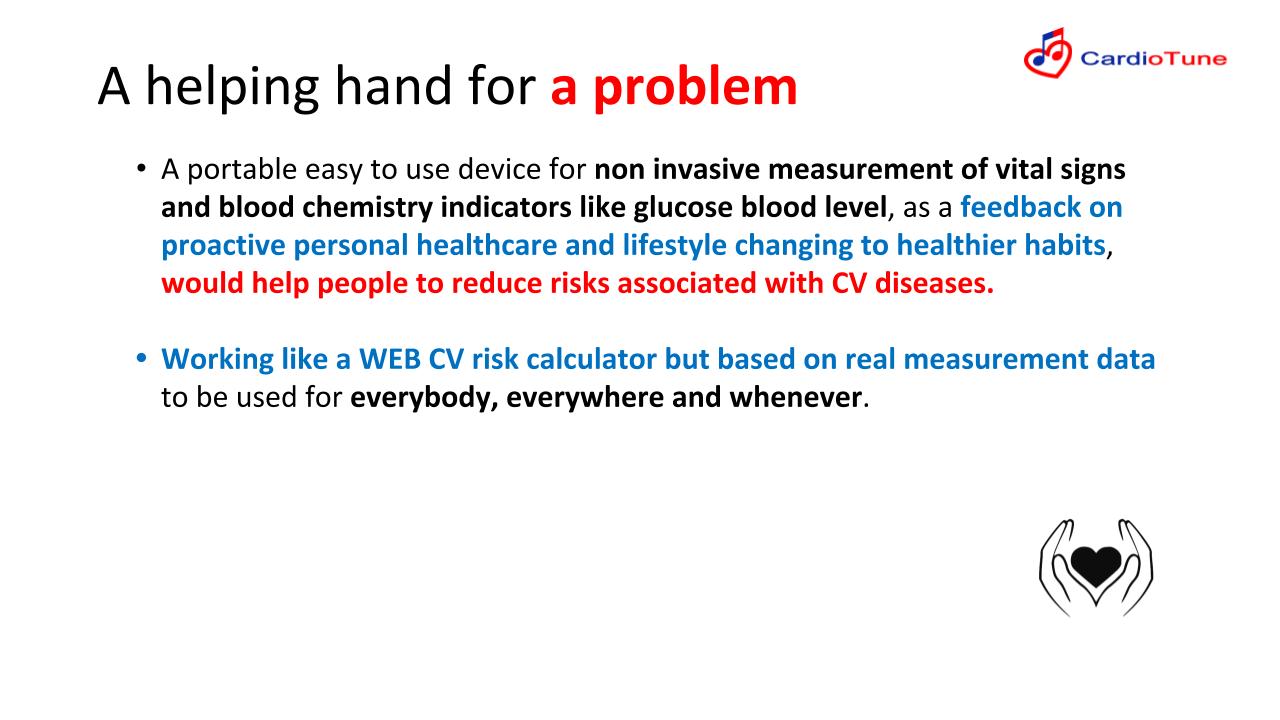 CardioTune
A helping hand for a problem
• A portable easy to use device for non invasive measurement of vital signs
and blood chemistry indicators like glucose blood level, as a feedback on
proactive personal healthcare and lifestyle changing to healthier habits,
would help people to reduce risks associated with CV diseases.
• Working like a WEB CV risk calculator but based on real measurement data
to be used for everybody, everywhere and whenever.